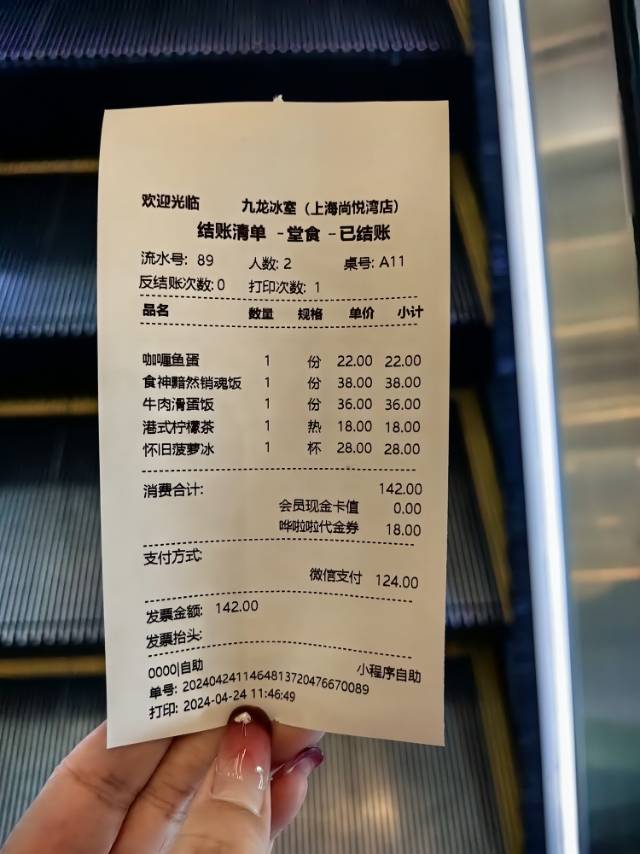 欢迎光临 九龙冰室（上海尚悦湾店）
结账清单 - 堂食 - 已结账
流水号: 89 人数: 2 桌号: A11
反结账次数: 0 打印次数: 1
品名 数量 规格 单价 小计
咖喱鱼蛋 1 份 22.00 22.00
食神黯然销魂饭 1 份 38.00 38.00
牛肉滑蛋饭 1 份 36.00 36.00
港式柠檬茶 1 热 18.00 18.00
怀旧菠萝冰 1 杯 28.00 28.00
消费合计: 142.00
会员现金卡值 0.00
哗啦啦代金券 18.00
支付方式:
微信支付 124.00
发票金额: 142.00
发票抬头:
0000|自助 小程序自助
单号: 2024042411464813720476670089
打印: 2024-04-24 11:46:49